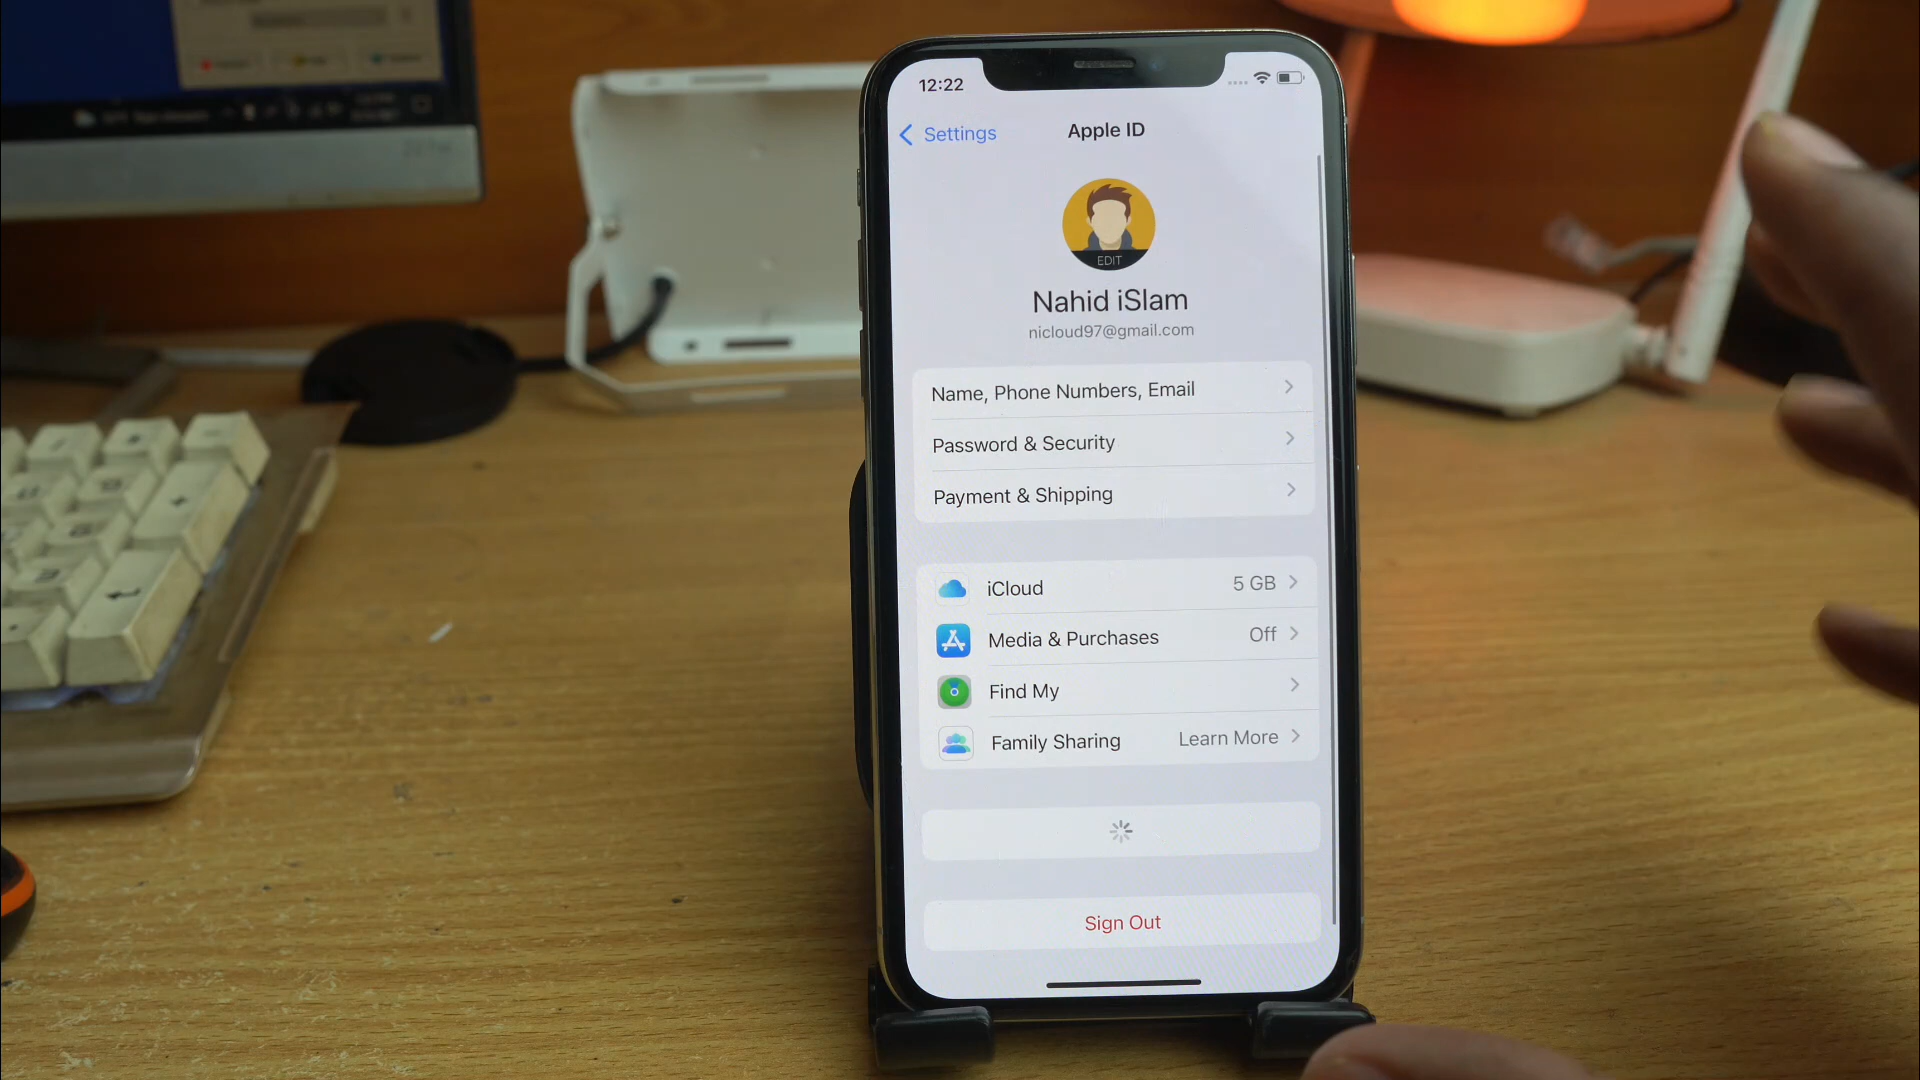 12:22
Settings
Apple ID
EDIT
Nahid iSlam
nicloud97@gmail.com
Name, Phone Numbers, Email
Password & Security
Payment & Shipping
iCloud 5 GB
Media & Purchases Off
Find My
Family Sharing Learn More
Sign Out